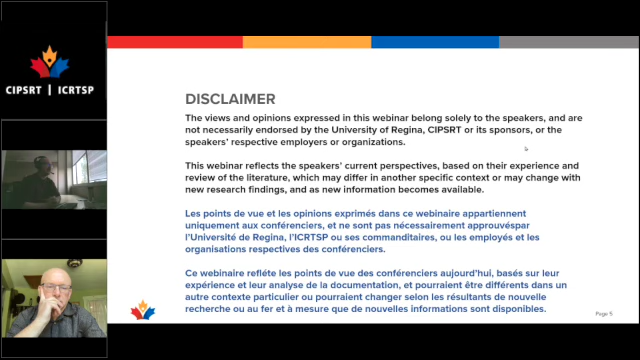 CIPSRT | ICRTSP
DISCLAIMER
The views and opinions expressed in this webinar belong solely to the speakers, and are
not necessarily endorsed by the University of Regina, CIPSRT or its sponsors, or the
speakers' respective employers or organizations.
This webinar reflects the speakers' current perspectives, based on their experience and
review of the literature, which may differ in another specific context or may change with
new research findings, and as new information becomes available.
Les points de vue et les opinions exprimés dans ce webinaire appartiennent
uniquement aux conférenciers, et ne sont pas nécessairement approuvéspar
l'Université de Regina, l'ICRTSP ou ses commanditaires, ou les employés et les
organisations respectives des conférenciers.
Ce webinaire refléte les points de vue des conférenciers aujourd'hui, basés sur leur
expérience et leur analyse de la documentation, et pourraient être différents dans un
autre contexte particulier ou pourraient changer selon les résultants de nouvelle
recherche ou au fer et à mesure que de nouvelles informations sont disponibles.
Page 5